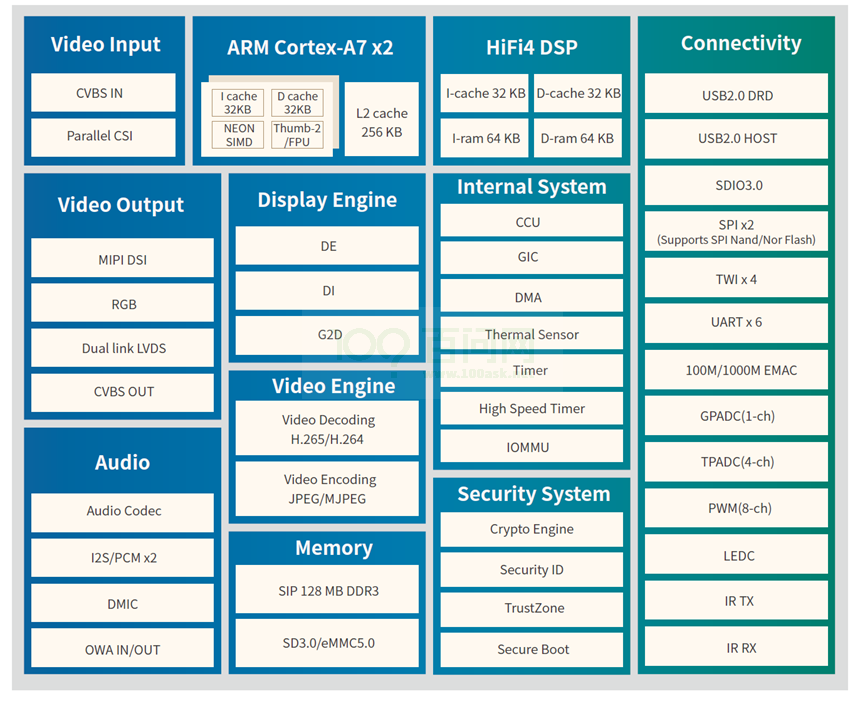 Video Input
CVBS IN
Parallel CSI
ARM Cortex-A7 x2
I cache
32KB
D cache
32KB
NEON
SIMD
Thumb-2
/FPU
L2 cache
256 KB
HiFi4 DSP
I-cache 32 KB
D-cache 32 KB
I-ram 64 KB
D-ram 64 KB
Connectivity
USB2.0 DRD
USB2.0 HOST
SDIO3.0
SPI x2
(Supports SPI Nand/Nor Flash)
TWI x 4
UART x 6
100M/1000M EMAC
GPADC(1-ch)
TPADC(4-ch)
PWM(8-ch)
LEDC
IR TX
IR RX
Video Output
MIPI DSI
RGB
Dual link LVDS
CVBS OUT
Display Engine
DE
DI
G2D
Internal System
CCU
GIC
DMA
Thermal Sensor
Timer
High Speed Timer
IOMMU
Video Engine
Video Decoding
H.265/H.264
Video Encoding
JPEG/MJPEG
Audio
Audio Codec
I2S/PCM x2
DMIC
OWA IN/OUT
Memory
SIP 128 MB DDR3
SD3.0/eMMC5.0
Security System
Crypto Engine
Security ID
TrustZone
Secure Boot
百问网